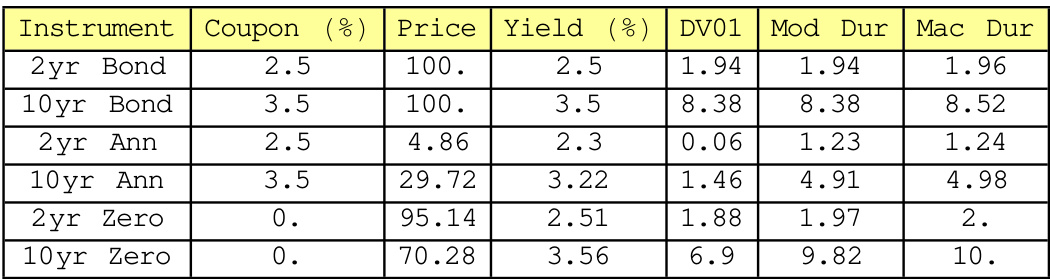 Instrument Coupon (%) Price Yield (%) DV01 Mod Dur Mac Dur
2yr Bond 2.5 100. 2.5 1.94 1.94 1.96
10yr Bond 3.5 100. 3.5 8.38 8.38 8.52
2yr Ann 2.5 4.86 2.3 0.06 1.23 1.24
10yr Ann 3.5 29.72 3.22 1.46 4.91 4.98
2yr Zero 0. 95.14 2.51 1.88 1.97 2.
10yr Zero 0. 70.28 3.56 6.9 9.82 10.